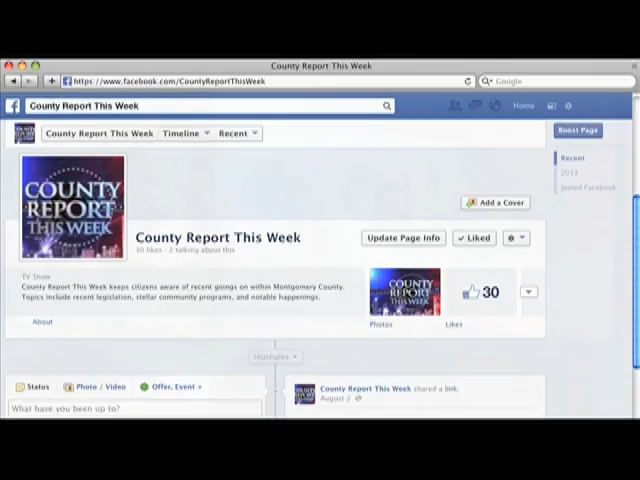 County Report This Week
https://www.facebook.com/CountyReportThisWeek
Google
County Report This Week
Home
County Report This Week Timeline Recent
Boost Page
Recent
2013
Joined Facebook
COUNTY
REPORT
THIS WEEK
Add a Cover
County Report This Week
Update Page Info
Liked
30 likes · 2 talking about this
TV Show
County Report This Week keeps citizens aware of recent goings on within Montgomery County.
Topics include recent legislation, stellar community programs, and notable happenings.
About
COUNTY
REPORT
THIS WEEK
30
Photos
Likes
Highlights
Status
Photo / Video
Offer, Event +
What have you been up to?
County Report This Week shared a link.
August 2